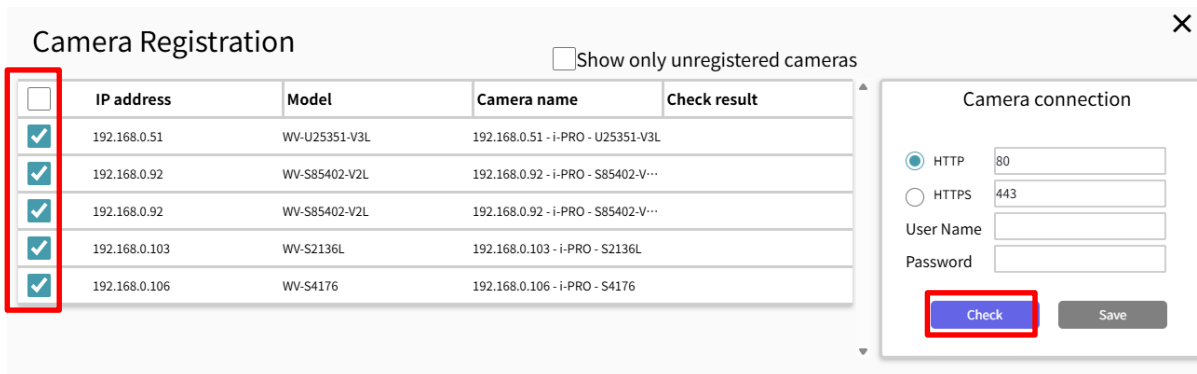 Camera Registration
Show only unregistered cameras
IP address Model Camera name Check result
192.168.0.51 WV-U25351-V3L 192.168.0.51 - i-PRO - U25351-V3L
192.168.0.92 WV-S85402-V2L 192.168.0.92 - i-PRO - S85402-V⋯
192.168.0.92 WV-S85402-V2L 192.168.0.92 - i-PRO - S85402-V⋯
192.168.0.103 WV-S2136L 192.168.0.103 - i-PRO - S2136L
192.168.0.106 WV-S4176 192.168.0.106 - i-PRO - S4176
Camera connection
HTTP 80
HTTPS 443
User Name
Password
Check Save